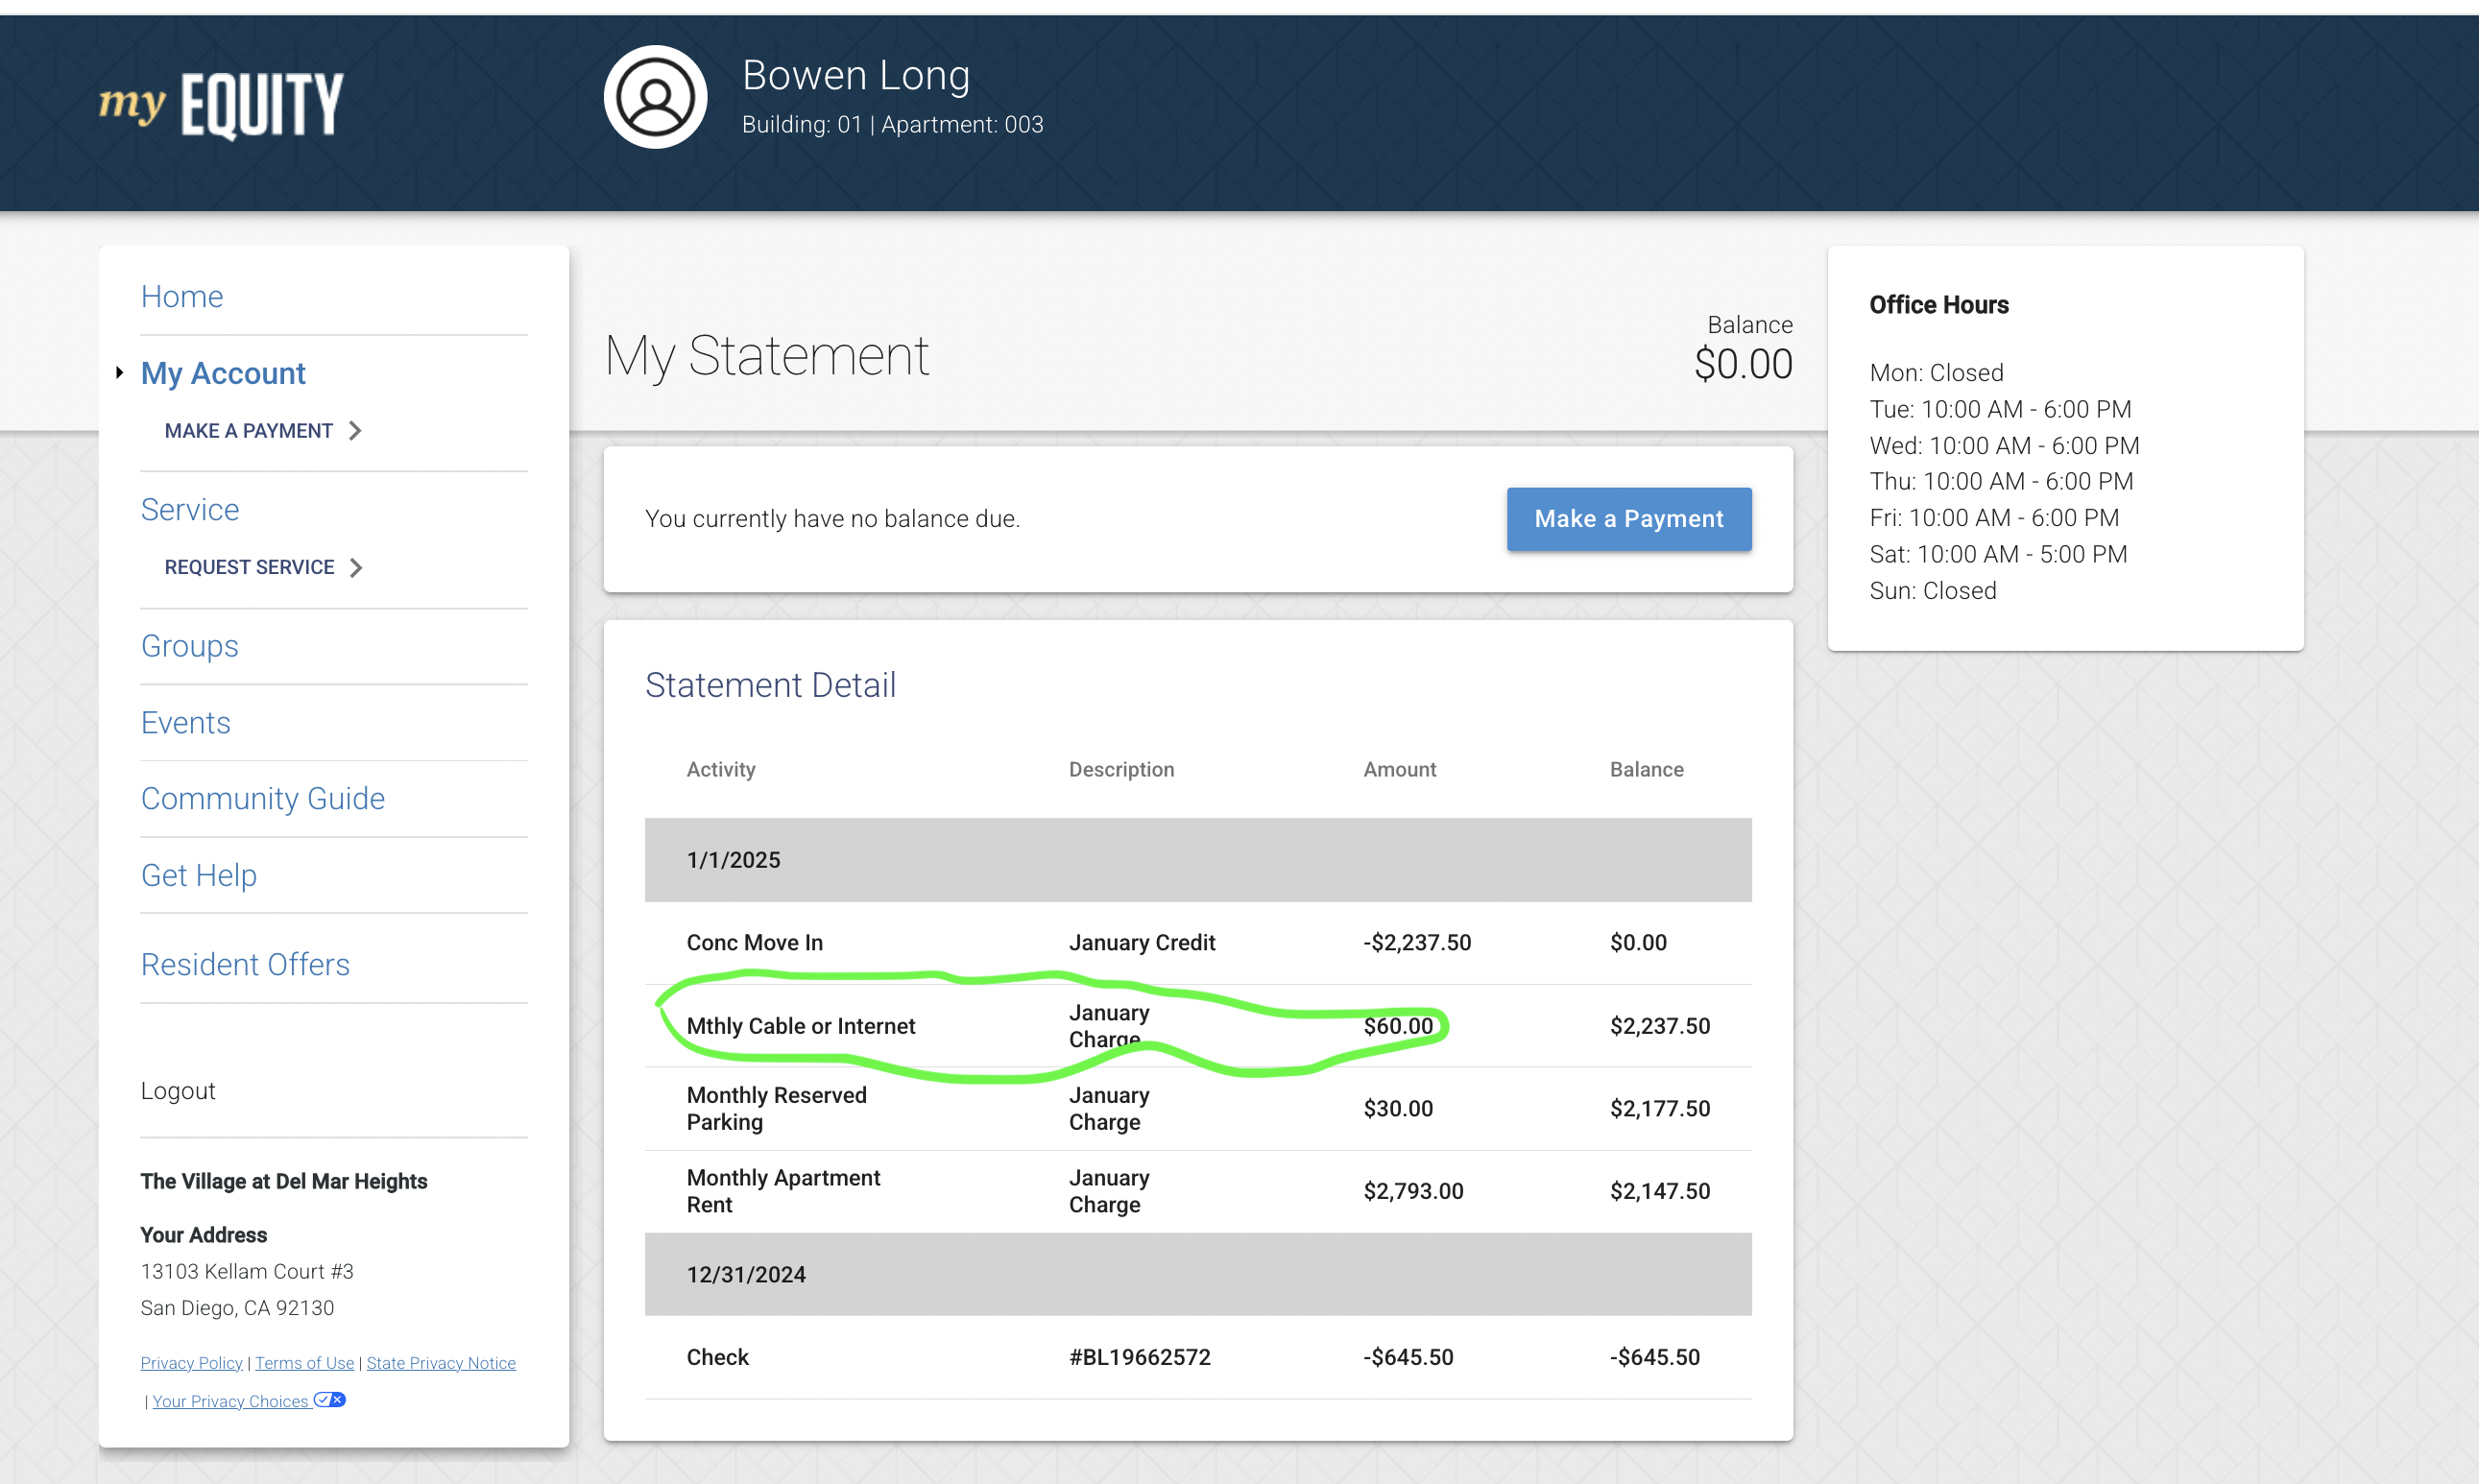 my EQUITY
Bowen Long
Building: 01 | Apartment: 003
Home
My Account
MAKE A PAYMENT
Service
REQUEST SERVICE
Groups
Events
Community Guide
Get Help
Resident Offers
Logout
The Village at Del Mar Heights
Your Address
13103 Kellam Court #3
San Diego, CA 92130
Privacy Policy | Terms of Use | State Privacy Notice
| Your Privacy Choices
My Statement
Balance
$0.00
You currently have no balance due.
Make a Payment
Statement Detail
Activity Description Amount Balance
1/1/2025
Conc Move In January Credit -$2,237.50 $0.00
Mthly Cable or Internet January Charge $60.00 $2,237.50
Monthly Reserved Parking January Charge $30.00 $2,177.50
Monthly Apartment Rent January Charge $2,793.00 $2,147.50
12/31/2024
Check #BL19662572 -$645.50 -$645.50
Office Hours
Mon: Closed
Tue: 10:00 AM - 6:00 PM
Wed: 10:00 AM - 6:00 PM
Thu: 10:00 AM - 6:00 PM
Fri: 10:00 AM - 6:00 PM
Sat: 10:00 AM - 5:00 PM
Sun: Closed